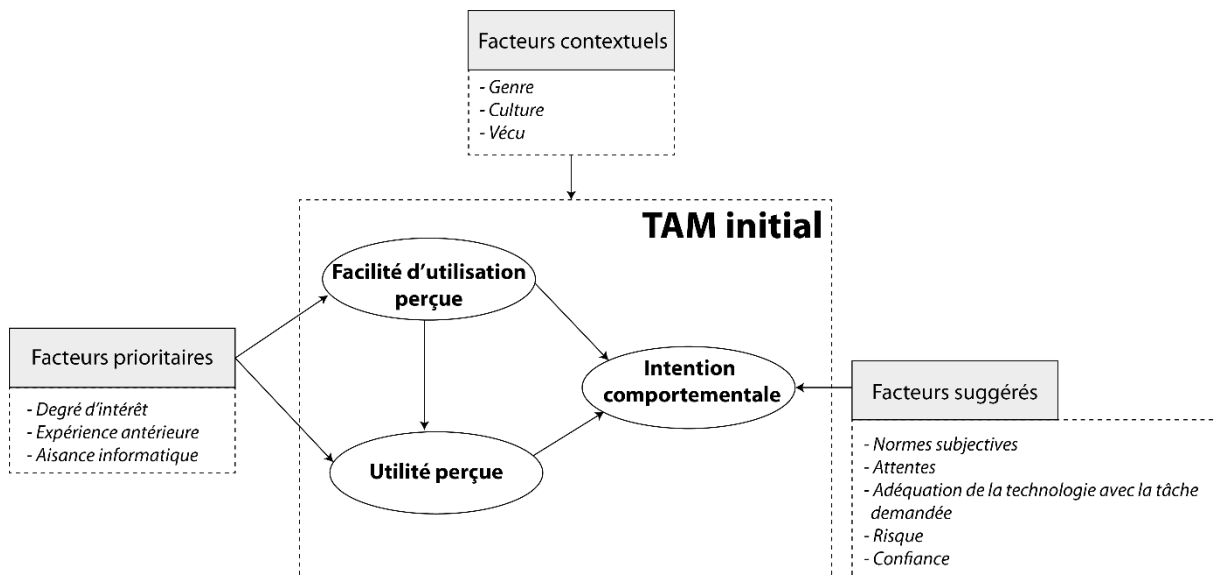 Facteurs contextuels
- Genre
- Culture
- Vécu
TAM initial
Facilité d'utilisation
perçue
Facteurs prioritaires
- Degré d'intérêt
- Expérience antérieure
- Aisance informatique
Intention
comportementale
Utilité perçue
Facteurs suggérés
- Normes subjectives
- Attentes
- Adéquation de la technologie avec la tâche
demandée
- Risque
- Confiance